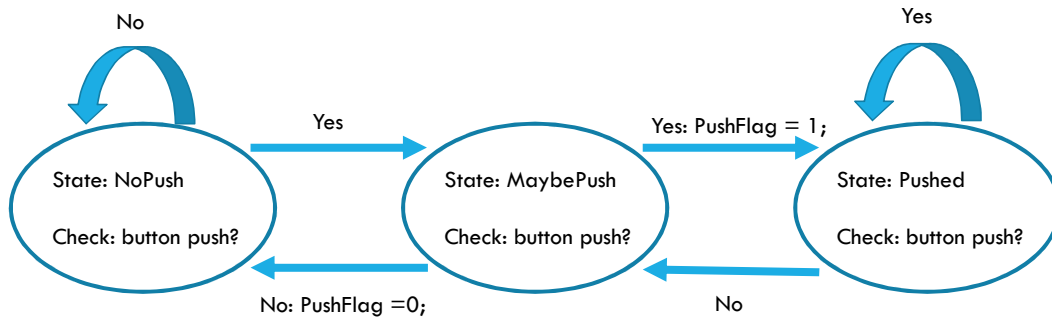 No
Yes
Yes
Yes: PushFlag = 1;
State: NoPush
Check: button push?
State: MaybePush
Check: button push?
State: Pushed
Check: button push?
No: PushFlag =0;
No